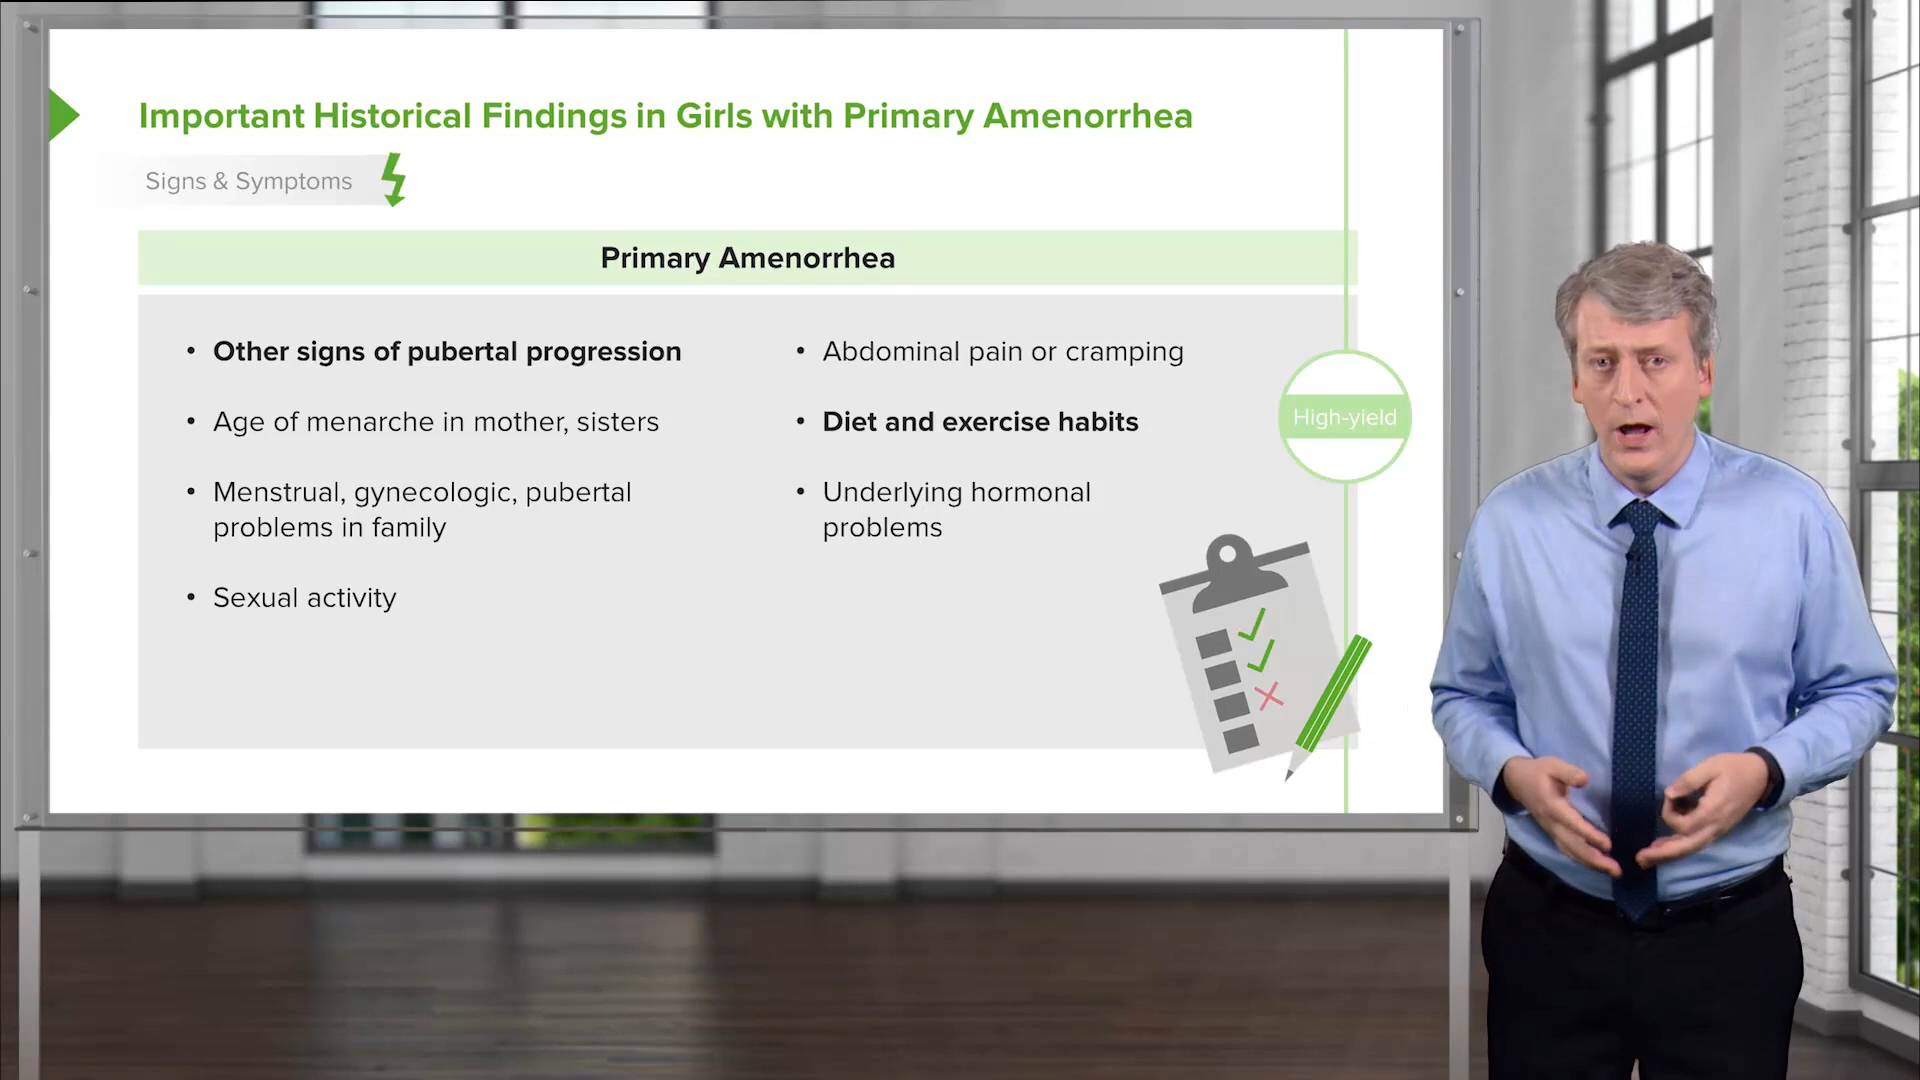 Important Historical Findings in Girls with Primary Amenorrhea
Signs & Symptoms
Primary Amenorrhea
• Other signs of pubertal progression
• Age of menarche in mother, sisters
• Menstrual, gynecologic, pubertal
problems in family
• Sexual activity
• Abdominal pain or cramping
• Diet and exercise habits
• Underlying hormonal
problems
High-yield